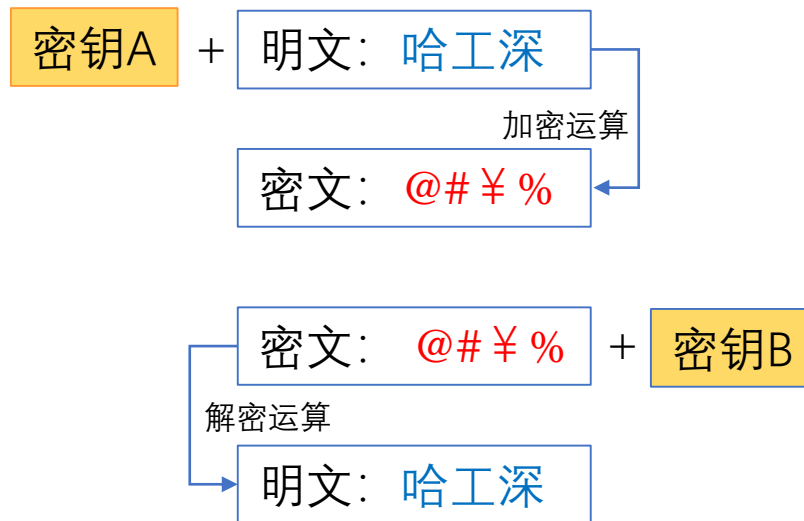 密钥A + 明文：哈工深
加密运算
密文：@#￥%
密文：@#￥% + 密钥B
解密运算
明文：哈工深